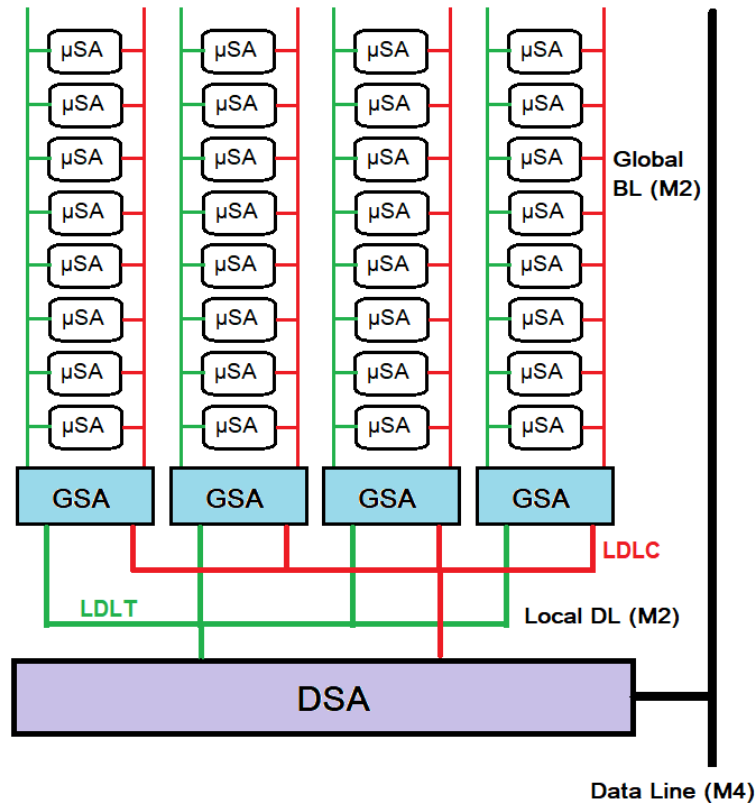 µSA µSA µSA µSA
µSA µSA µSA µSA
µSA µSA µSA µSA
Global
BL (M2)
µSA µSA µSA µSA
µSA µSA µSA µSA
µSA µSA µSA µSA
µSA µSA µSA µSA
µSA µSA µSA µSA
GSA GSA GSA GSA
LDLC
LDLT
Local DL (M2)
DSA
Data Line (M4)